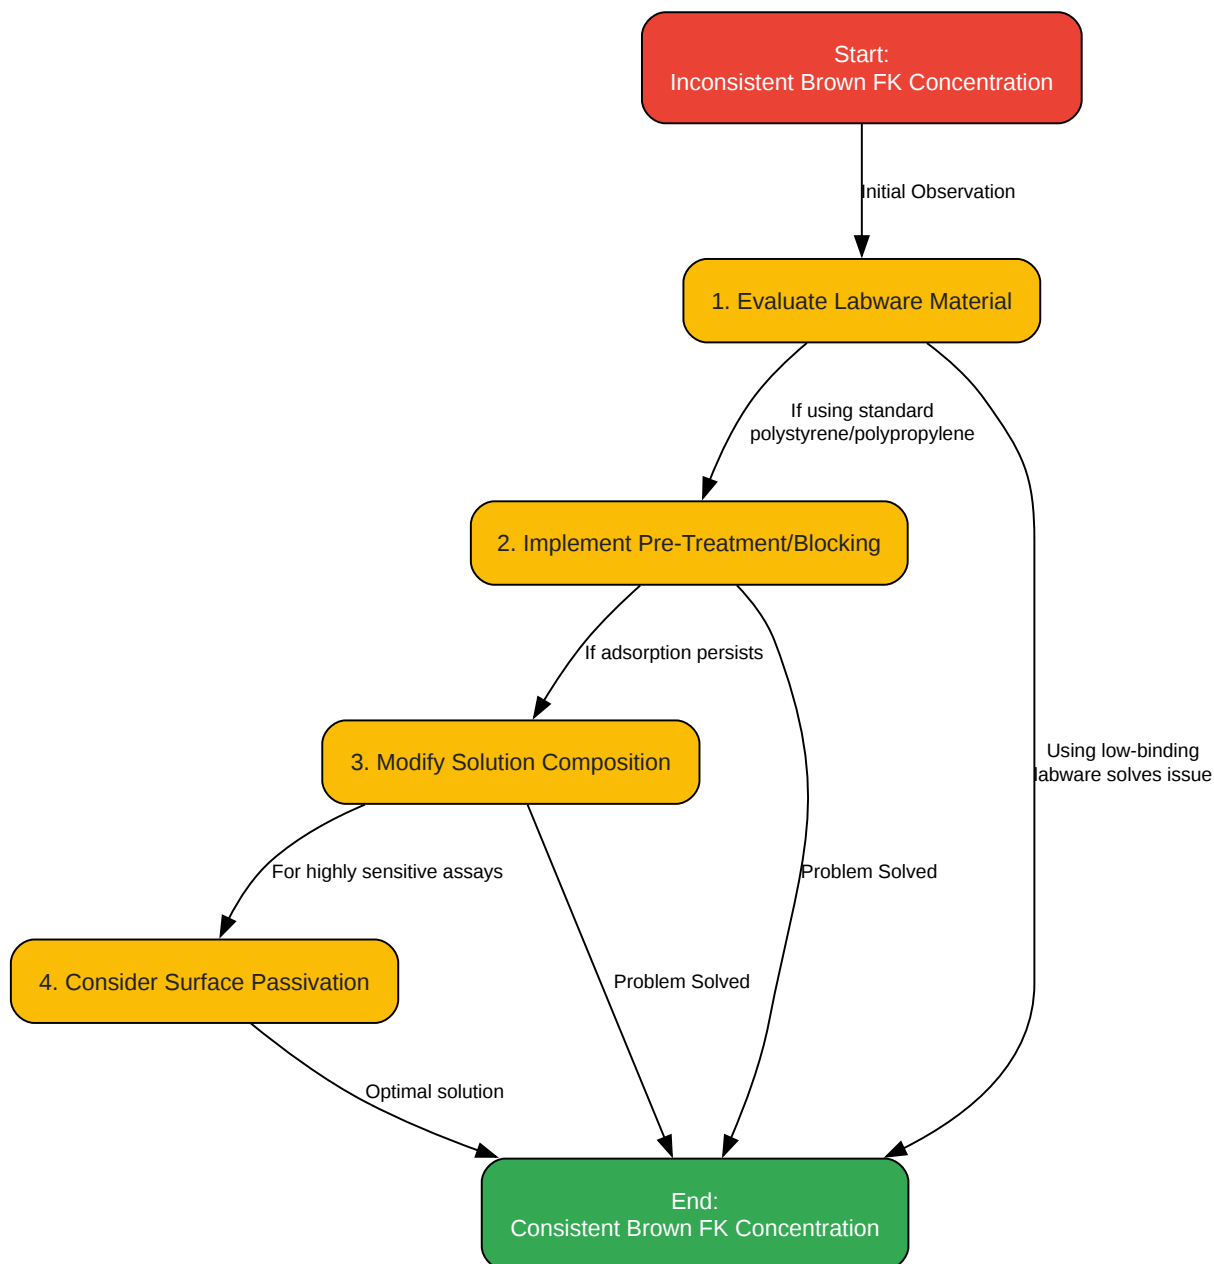 Start:
Inconsistent Brown FK Concentration
Initial Observation
1. Evaluate Labware Material
If using standard
polystyrene/polypropylene
2. Implement Pre-Treatment/Blocking
If adsorption persists
3. Modify Solution Composition
Using low-binding
labware solves issue
For highly sensitive assays
Problem Solved
4. Consider Surface Passivation
Problem Solved
Optimal solution
End:
Consistent Brown FK Concentration